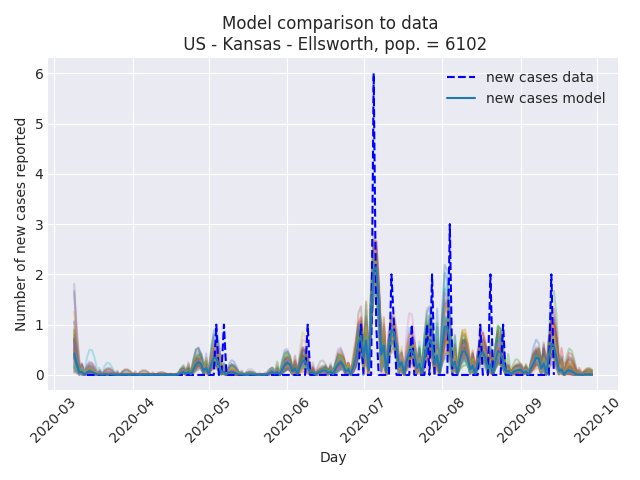 Model comparison to data
US - Kansas - Ellsworth, pop. = 6102
Number of new cases reported
6
5
4
3
2
1
0
new cases data
new cases model
2020-03
2020-04
2020-05
2020-06
2020-07
2020-08
2020-09
2020-10
Day